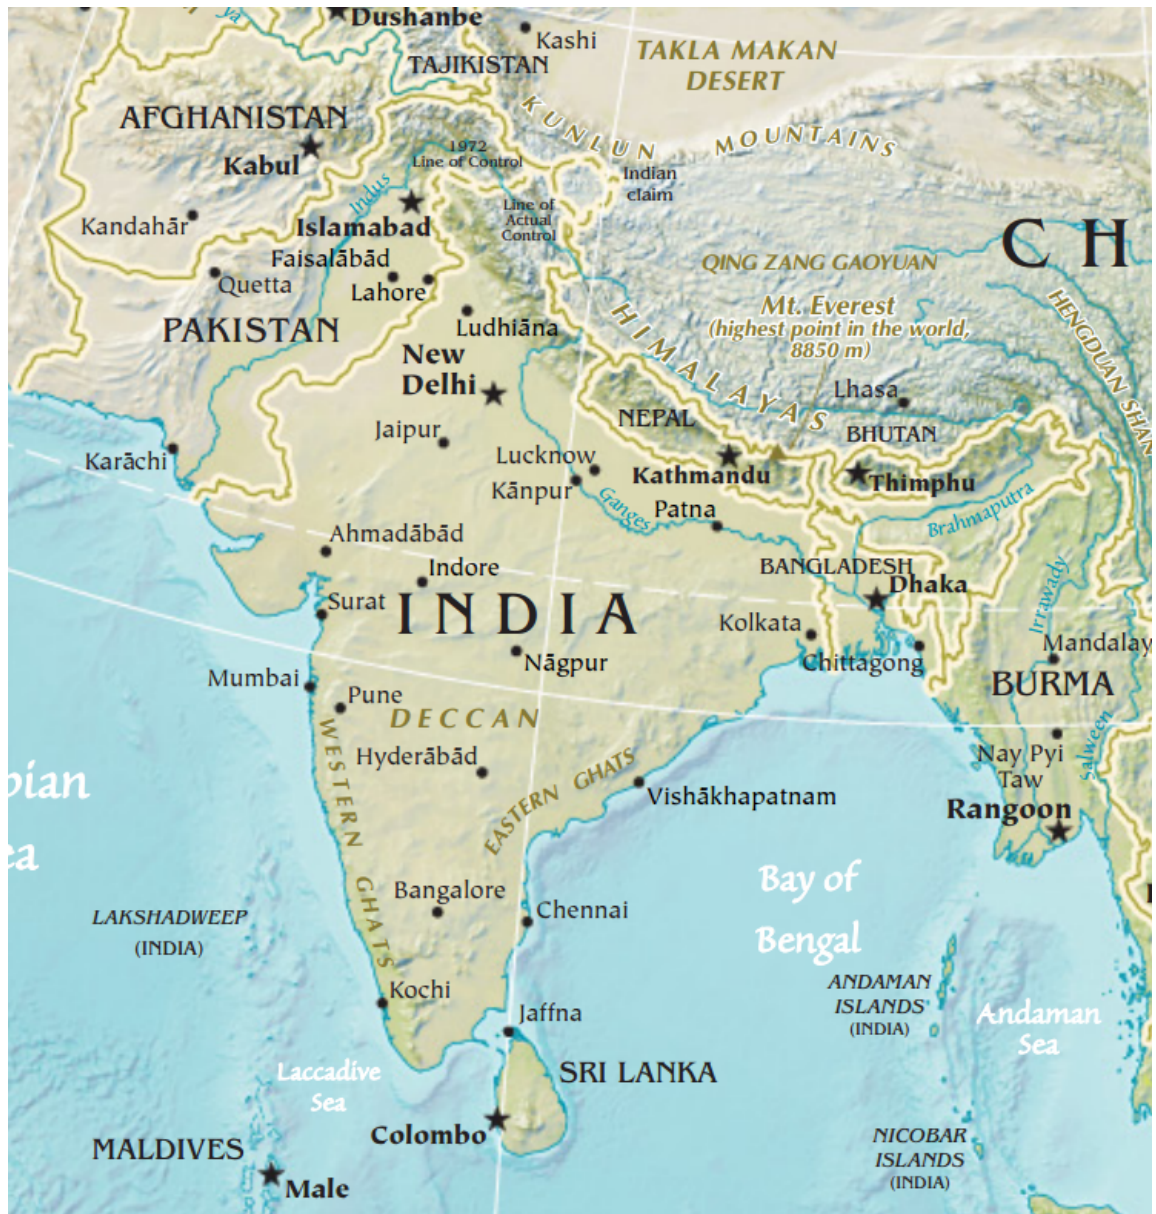 Dushanbe
Kashi
TAJIKISTAN
TAKLA MAKAN
DESERT
AFGHANISTAN
KUNLUN MOUNTAINS
Kabul
1972
Line of Control
Indian
claim
Indus
Kandahār
Islamabad
Line of
Actual
Control
CH
Faisalābād
QING ZANG GAOYUAN
Quetta
Lahore
HENGDUAN SHAN
PAKISTAN
Ludhiāna
HIMALAYAS
Mt. Everest
(highest point in the world,
8850 m)
New
Delhi
Lhasa
Jaipur
NEPAL
BHUTAN
Karāchi
Lucknow
Kathmandu
Thimphu
Kānpur
Ganges
Patna
Brahmaputra
Ahmadābād
Indore
BANGLADESH
Dhaka
Irrawady
Surat
INDIA
Kolkata
Mandalay
Nāgpur
Chittagong
Mumbai
BURMA
Pune
DECCAN
Salween
WESTERN GHATS
Hyderābād
EASTERN GHATS
Nay Pyi
Taw
Vishākhapatnam
Rangoon
bian
ea
Bay of
Bengal
Bangalore
Chennai
LAKSHADWEEP
(INDIA)
Kochi
ANDAMAN
ISLANDS
(INDIA)
Andaman
Sea
Jaffna
Laccadive
Sea
SRI LANKA
Colombo
MALDIVES
NICOBAR
ISLANDS
(INDIA)
Male